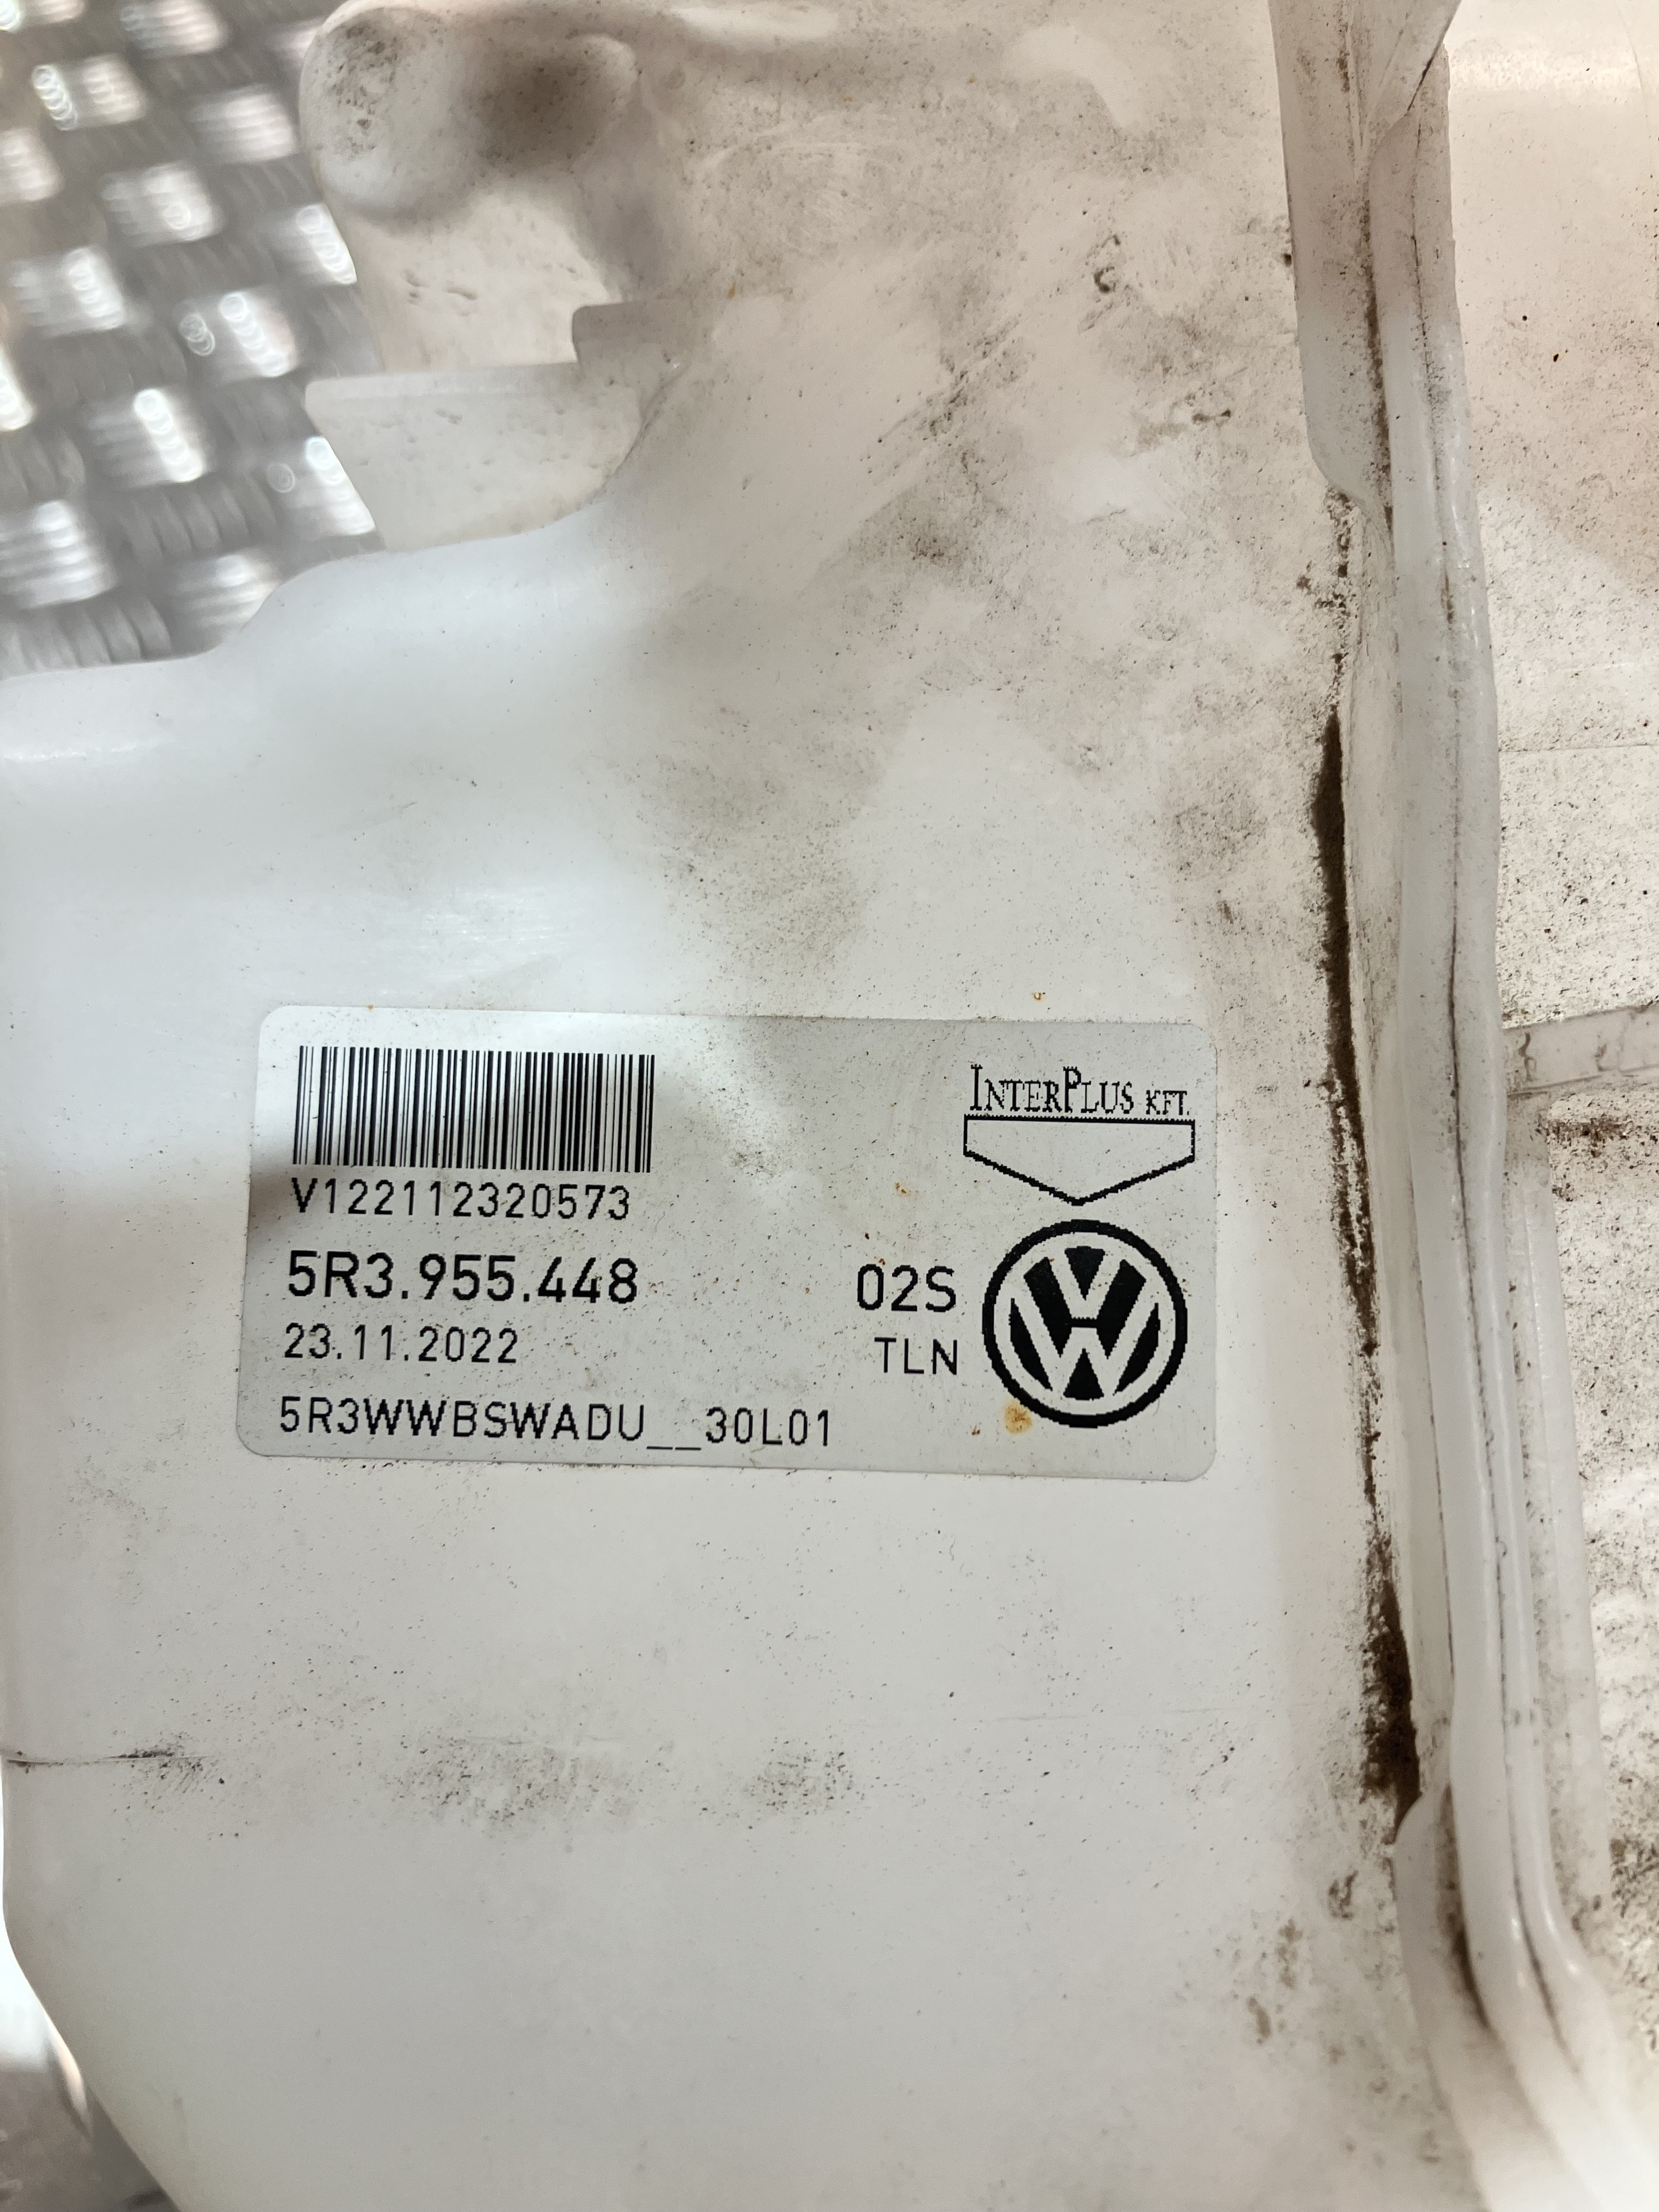 INTERPLUS KFT.
V122112320573
5R3.955.448 02S
23.11.2022 TLN
5R3WWBSWADU__30L01